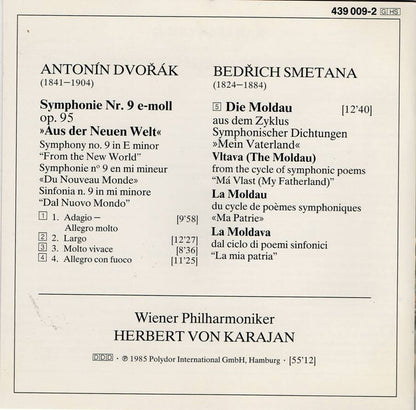 439 009-2 GHS
ANTONÍN DVOŘÁK
(1841–1904)
Symphonie Nr. 9 e-moll
op. 95
»Aus der Neuen Welt«
Symphony no. 9 in E minor
“From the New World”
Symphonie nº 9 en mi mineur
«Du Nouveau Monde»
Sinfonia n. 9 in mi minore
“Dal Nuovo Mondo”
1 1. Adagio – [9'58]
Allegro molto
2 2. Largo [12'27]
3 3. Molto vivace [8'36]
4 4. Allegro con fuoco [11'25]
BEDŘICH SMETANA
(1824–1884)
5 Die Moldau [12'40]
aus dem Zyklus
Symphonischer Dichtungen
»Mein Vaterland«
Vltava (The Moldau)
from the cycle of symphonic poems
“Má Vlast (My Fatherland)”
La Moldau
du cycle de poèmes symphoniques
«Ma Patrie»
La Moldava
dal ciclo di poemi sinfonici
“La mia patria”
Wiener Philharmoniker
HERBERT VON KARAJAN
DDD · ℗ 1985 Polydor International GmbH, Hamburg · [55'12]